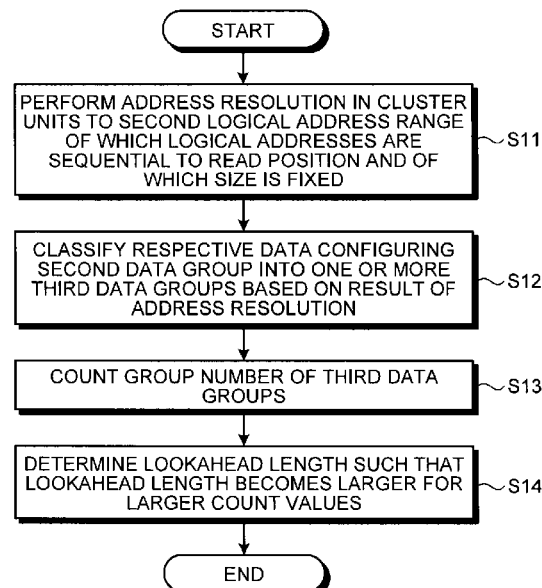 START
PERFORM ADDRESS RESOLUTION IN CLUSTER
UNITS TO SECOND LOGICAL ADDRESS RANGE
OF WHICH LOGICAL ADDRESSES ARE
SEQUENTIAL TO READ POSITION AND OF
WHICH SIZE IS FIXED
S11
CLASSIFY RESPECTIVE DATA CONFIGURING
SECOND DATA GROUP INTO ONE OR MORE
THIRD DATA GROUPS BASED ON RESULT OF
ADDRESS RESOLUTION
S12
COUNT GROUP NUMBER OF THIRD DATA
GROUPS
S13
DETERMINE LOOKAHEAD LENGTH SUCH THAT
LOOKAHEAD LENGTH BECOMES LARGER FOR
LARGER COUNT VALUES
S14
END